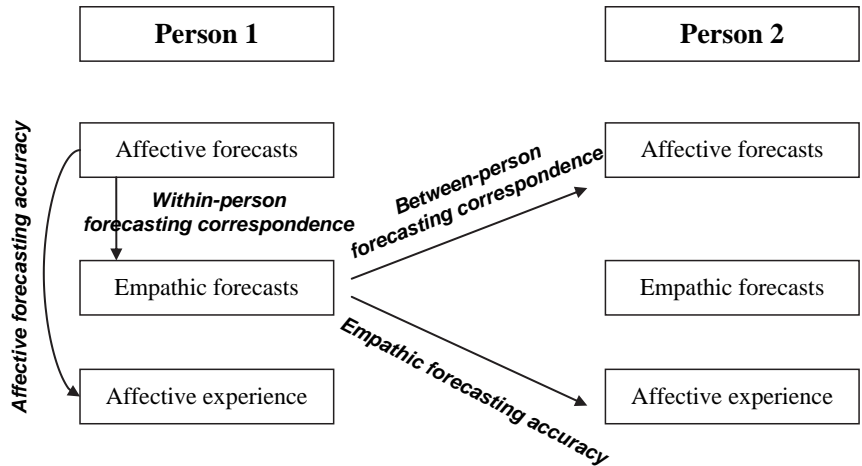 Person 1
Person 2
Affective forecasting accuracy
Affective forecasts
Affective forecasts
Within-person
forecasting correspondence
Between-person
forecasting correspondence
Empathic forecasts
Empathic forecasts
Empathic forecasting accuracy
Affective experience
Affective experience